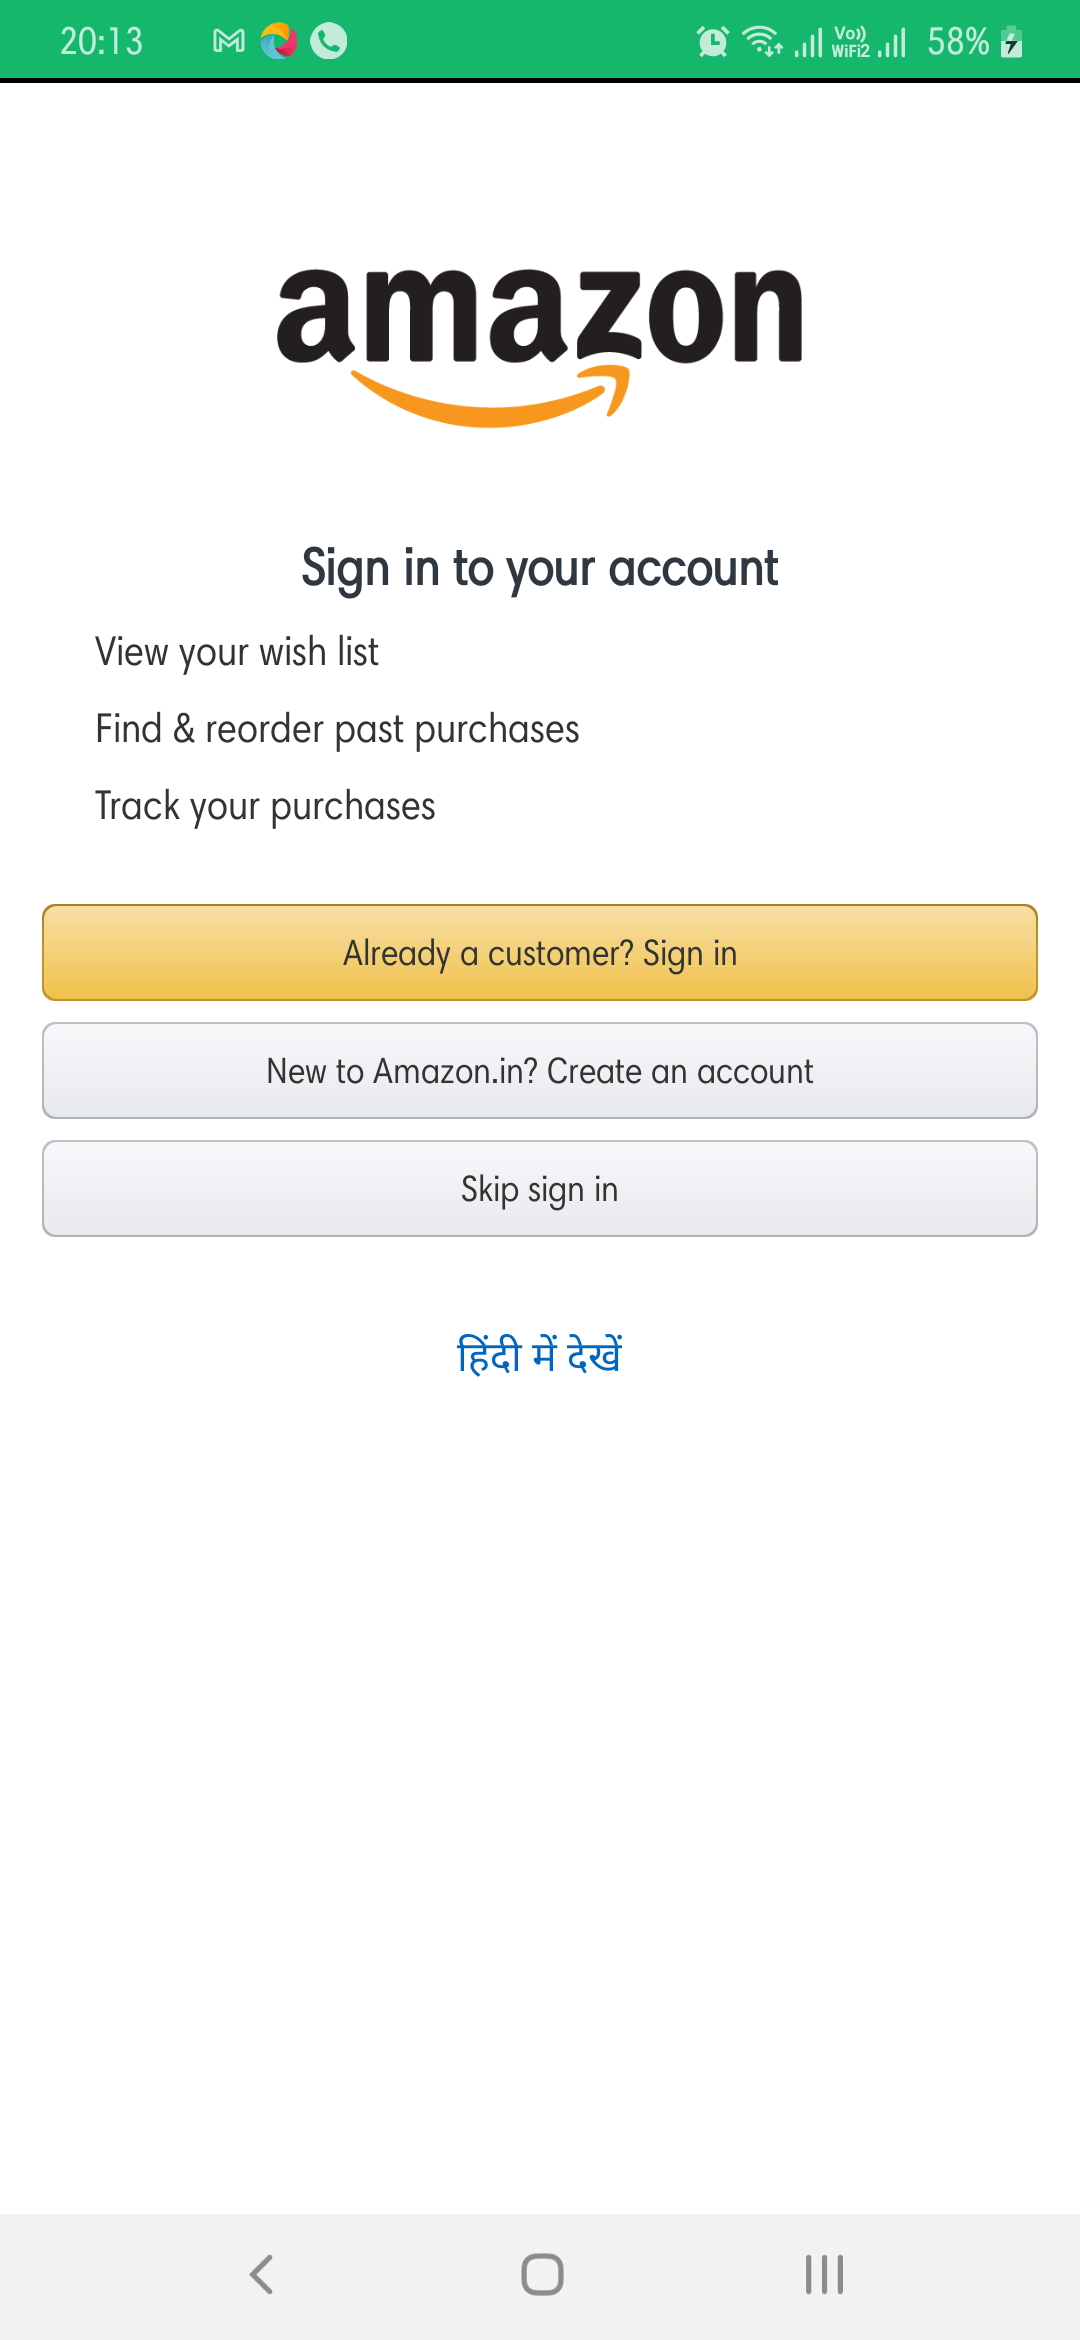 20:13
Vo))
WiFi2
58%
amazon
Sign in to your account
View your wish list
Find & reorder past purchases
Track your purchases
Already a customer? Sign in
New to Amazon.in? Create an account
Skip sign in
हिंदी में देखें